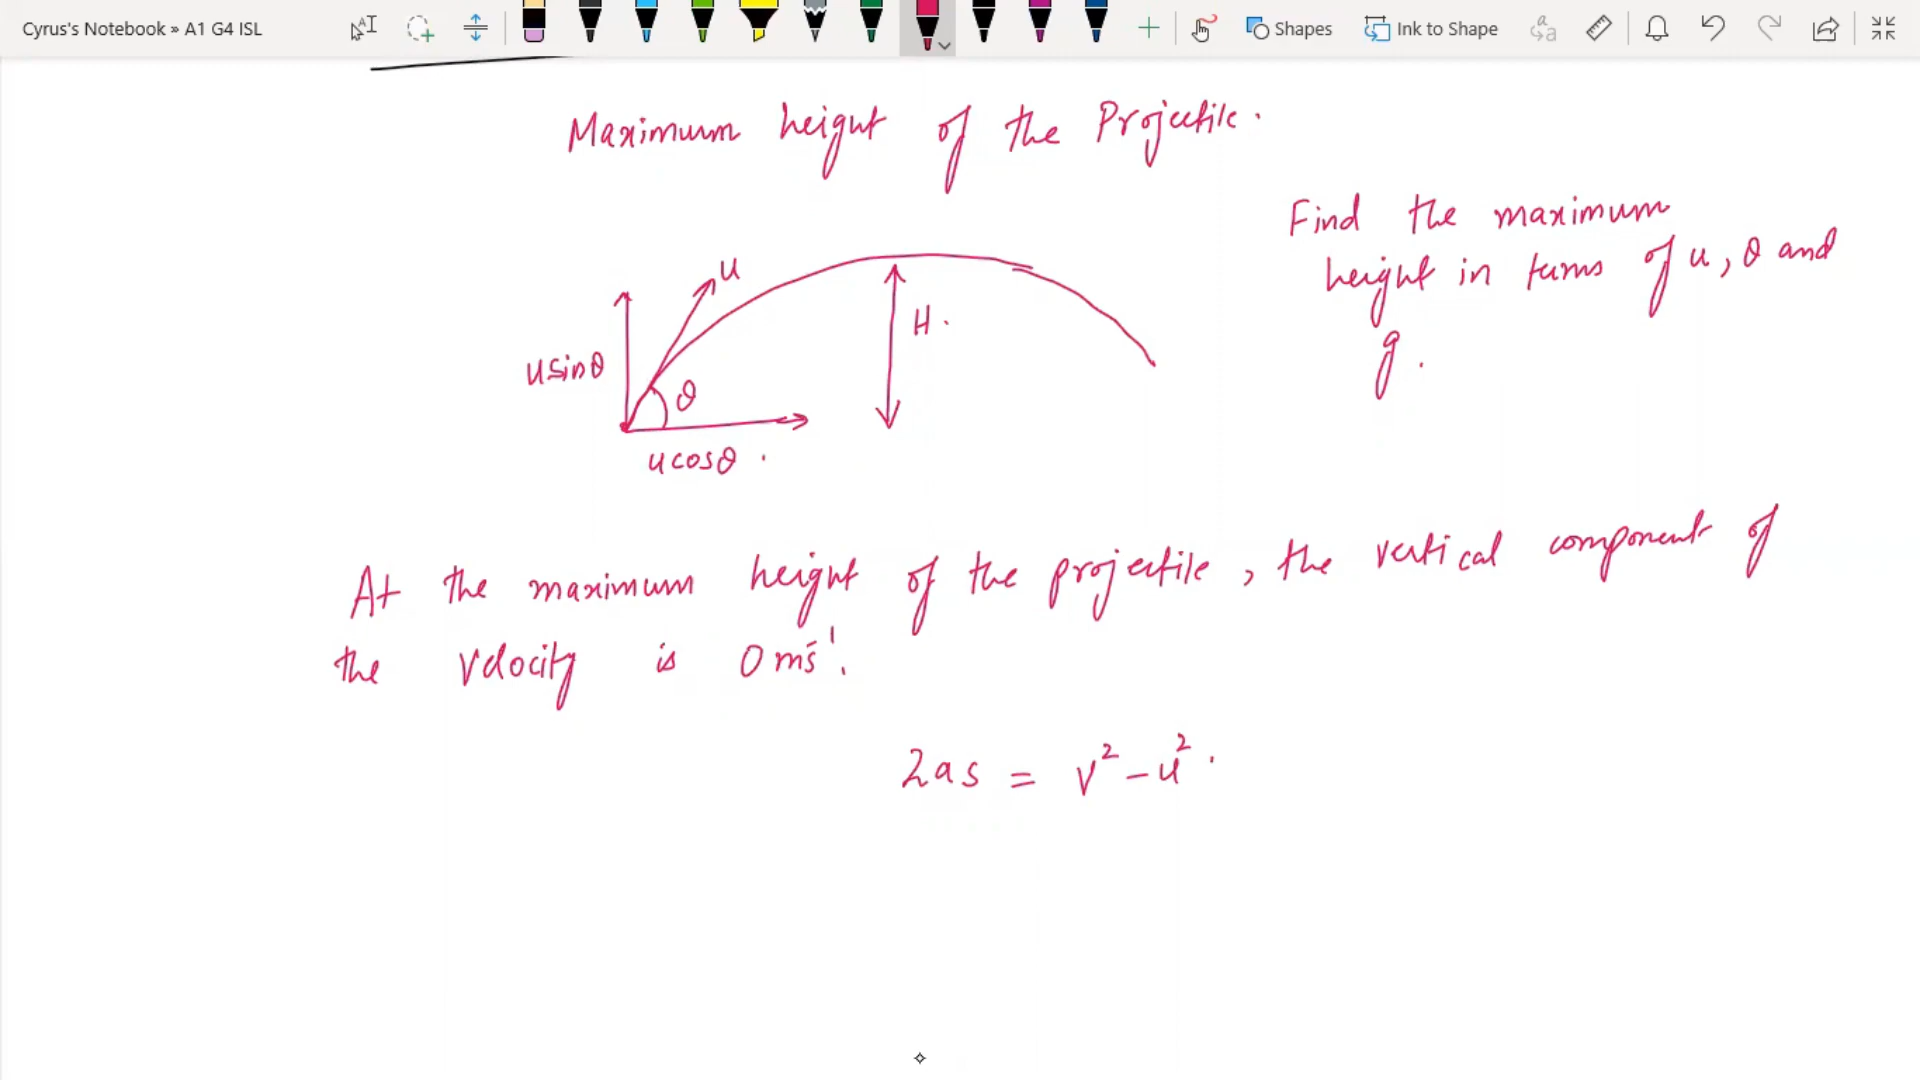 Cyrus's Notebook » A1 G4 ISL
Shapes
Ink to Shape
Maximum height of the Projectile.
Find the maximum
height in terms of u, θ and
g.
u
H.
usinθ
θ
ucosθ.
At the maximum height of the projectile, the vertical component of
the velocity is 0 ms⁻¹.
2as = v² - u².